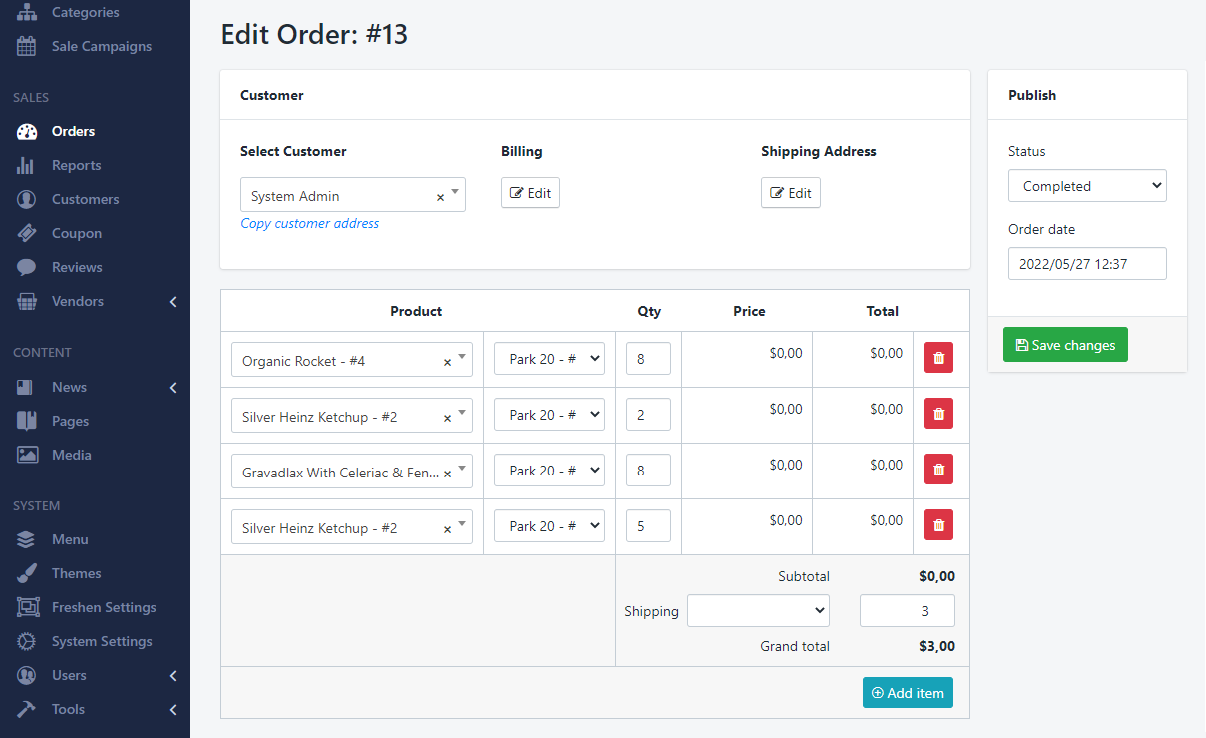 Categories
Sale Campaigns
SALES
Orders
Reports
Customers
Coupon
Reviews
Vendors
CONTENT
News
Pages
Media
SYSTEM
Menu
Themes
Freshen Settings
System Settings
Users
Tools
Edit Order: #13
Customer
Select Customer Billing Shipping Address
System Admin × Edit Edit
Copy customer address
Product Qty Price Total
Organic Rocket - #4 × Park 20 - # 8 $0,00 $0,00
Silver Heinz Ketchup - #2 × Park 20 - # 2 $0,00 $0,00
Gravadlax With Celeriac & Fen... × Park 20 - # 8 $0,00 $0,00
Silver Heinz Ketchup - #2 × Park 20 - # 5 $0,00 $0,00
Subtotal $0,00
Shipping 3
Grand total $3,00
Add item
Publish
Status
Completed
Order date
2022/05/27 12:37
Save changes